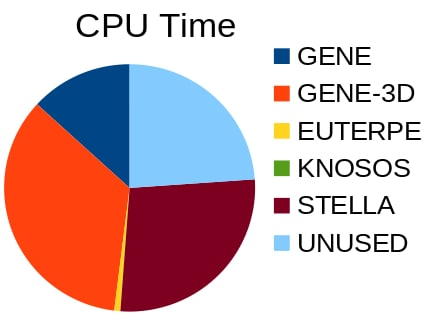 CPU Time
GENE
GENE-3D
EUTERPE
KNOSOS
STELLA
UNUSED